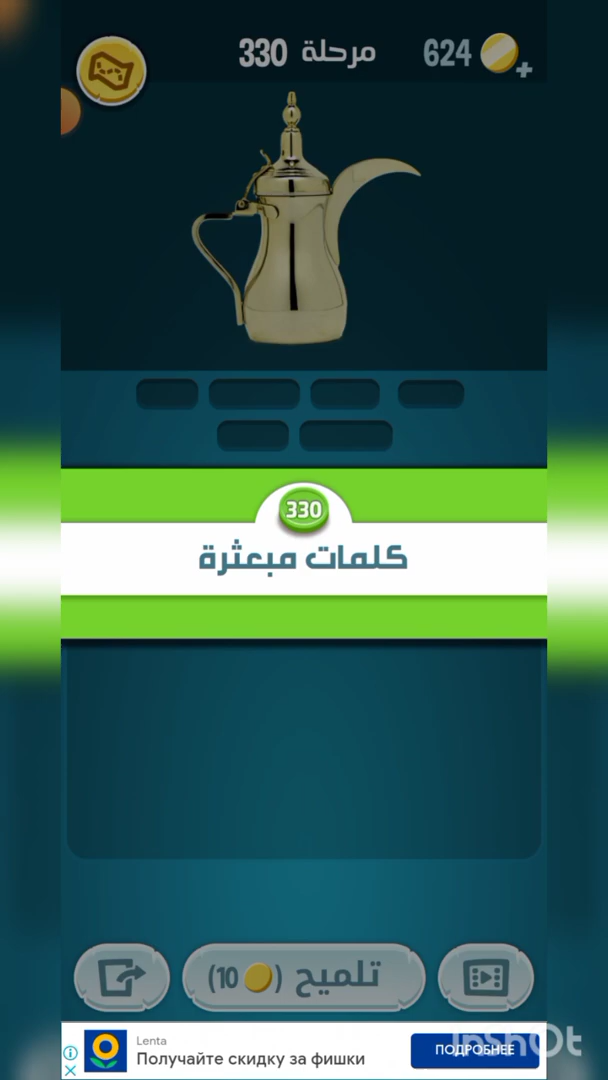 مرحلة 330
624
330
كلمات مبعثرة
تلميح (10)
Lenta
Получайте скидку за фишки
ПОДРОБНЕЕ
InShOt